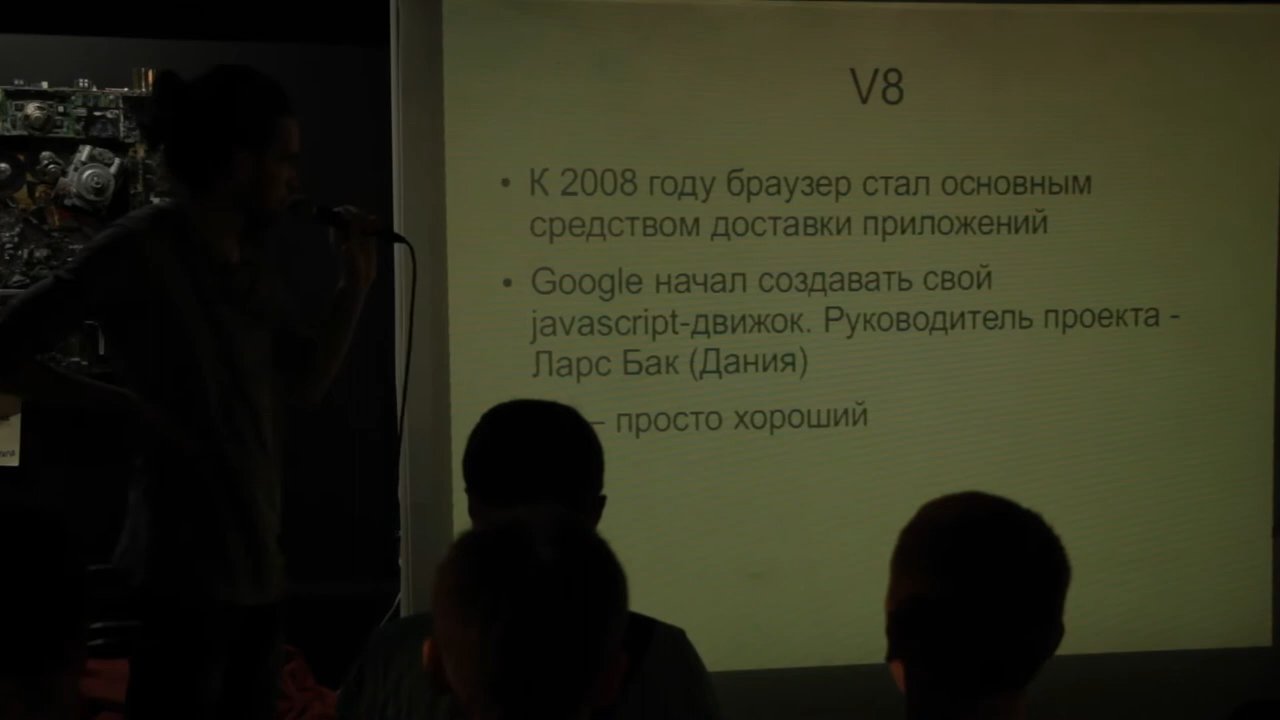 V8
• К 2008 году браузер стал основным
средством доставки приложений
• Google начал создавать свой
javascript-движок. Руководитель проекта -
Ларс Бак (Дания)
– просто хороший